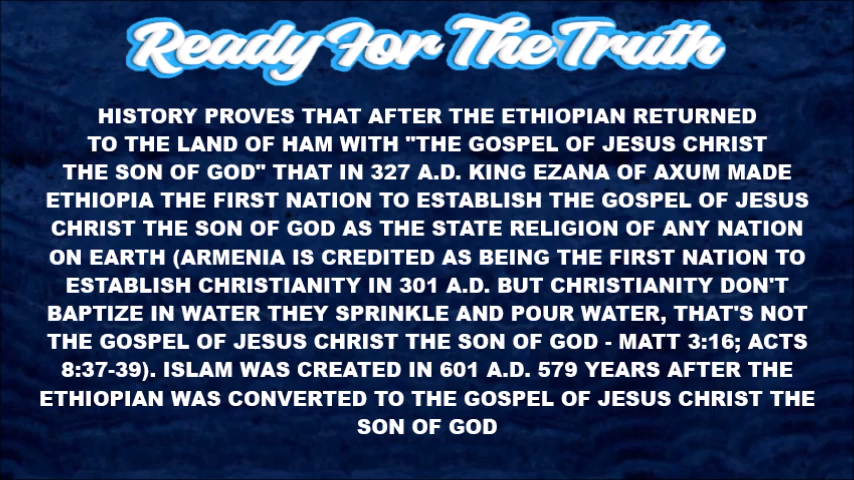 Ready For The Truth
HISTORY PROVES THAT AFTER THE ETHIOPIAN RETURNED
TO THE LAND OF HAM WITH "THE GOSPEL OF JESUS CHRIST
THE SON OF GOD" THAT IN 327 A.D. KING EZANA OF AXUM MADE
ETHIOPIA THE FIRST NATION TO ESTABLISH THE GOSPEL OF JESUS
CHRIST THE SON OF GOD AS THE STATE RELIGION OF ANY NATION
ON EARTH (ARMENIA IS CREDITED AS BEING THE FIRST NATION TO
ESTABLISH CHRISTIANITY IN 301 A.D. BUT CHRISTIANITY DON'T
BAPTIZE IN WATER THEY SPRINKLE AND POUR WATER, THAT'S NOT
THE GOSPEL OF JESUS CHRIST THE SON OF GOD - MATT 3:16; ACTS
8:37-39). ISLAM WAS CREATED IN 601 A.D. 579 YEARS AFTER THE
ETHIOPIAN WAS CONVERTED TO THE GOSPEL OF JESUS CHRIST THE
SON OF GOD